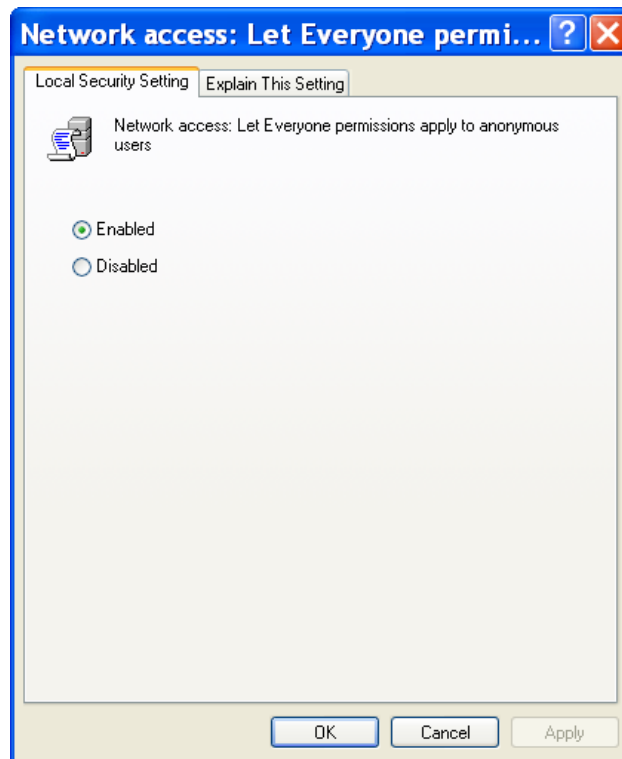 Network access: Let Everyone permi...
Local Security Setting
Explain This Setting
Network access: Let Everyone permissions apply to anonymous
users
Enabled
Disabled
OK
Cancel
Apply